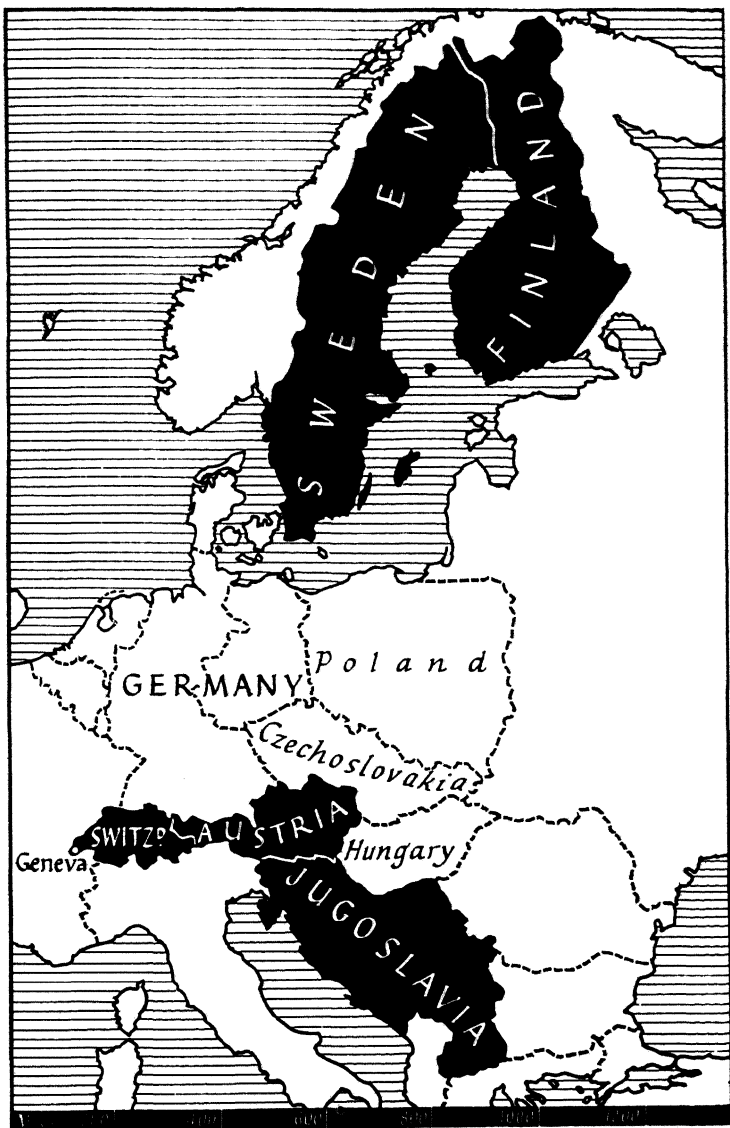 SWEDEN
FINLAND
GERMANY
Poland
Czechoslovakia
SWITZD
AUSTRIA
Geneva
Hungary
JUGOSLAVIA